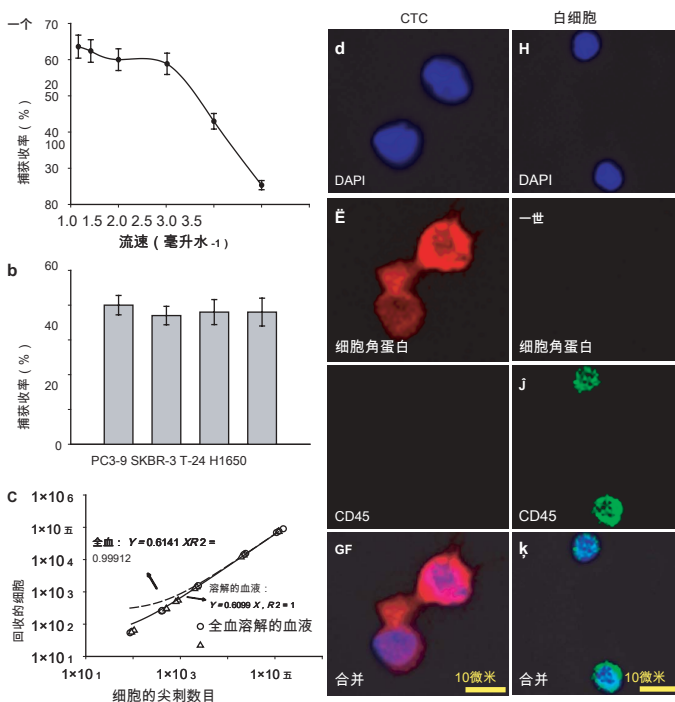 一个
70
60
20
50
40
100
30
80
捕获收率 ( % )
1.0 1.5 2.0 2.5 3.0 3.5
流速 ( 毫升水 -1 )
b
60
40
20
0
捕获收率 ( % )
PC3-9 SKBR-3 T-24 H1650
C
1×10 6
1×10 五
1×10 4
1×10 3
1×10 2
1×10 1
回收的细胞
全血 : Y = 0.6141 XR 2 =
0.99912
溶解的血液 :
Y = 0.6099 X , R 2 = 1
全血溶解的血液
1×10 1
1×10 3
1×10 五
细胞的尖刺数目
CTC
白细胞
d
DAPI
H
DAPI
Ë
细胞角蛋白
一世
细胞角蛋白
CD45
Ĵ
CD45
GF
合并
10微米
ķ
合并
10微米